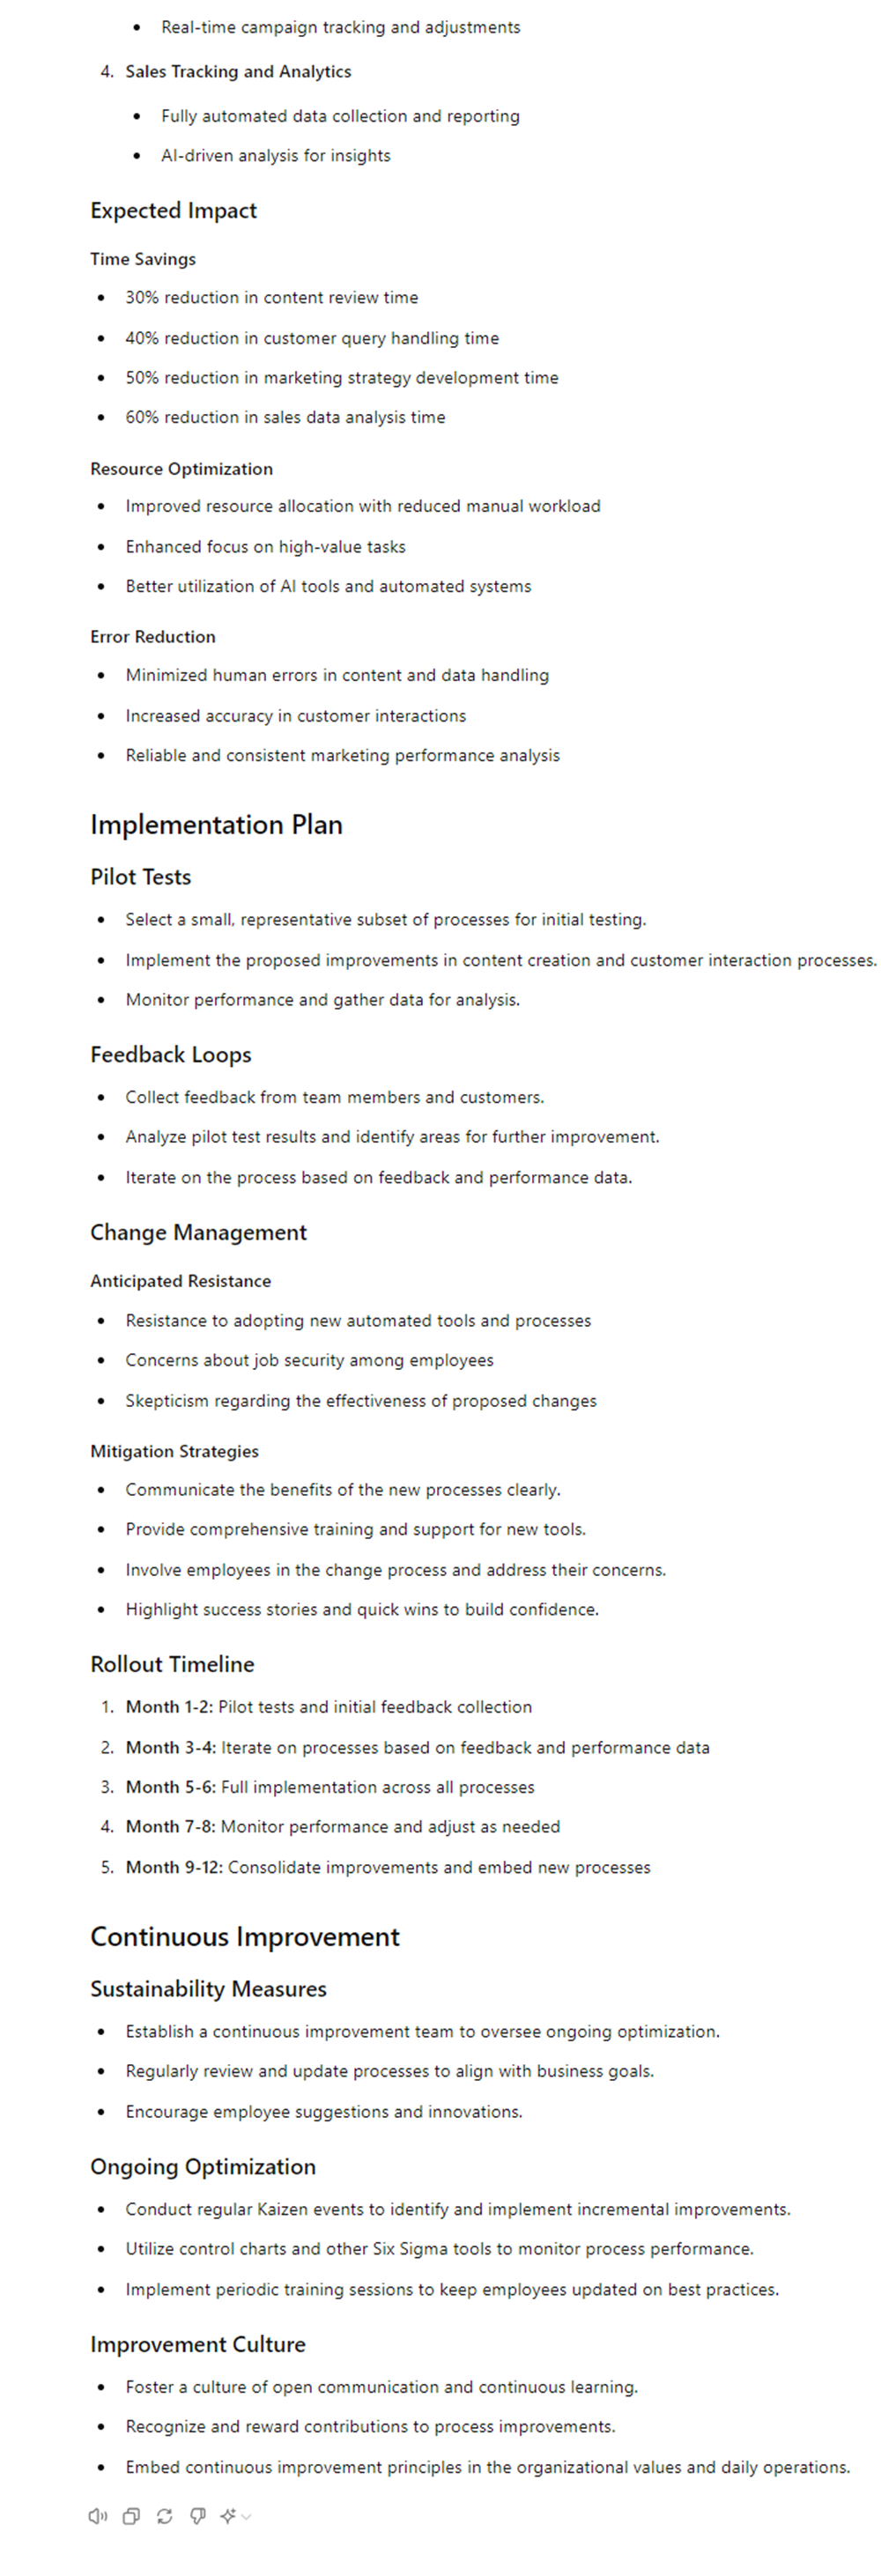 Real-time campaign tracking and adjustments
4. Sales Tracking and Analytics
Fully automated data collection and reporting
AI-driven analysis for insights
Expected Impact
Time Savings
30% reduction in content review time
40% reduction in customer query handling time
50% reduction in marketing strategy development time
60% reduction in sales data analysis time
Resource Optimization
Improved resource allocation with reduced manual workload
Enhanced focus on high-value tasks
Better utilization of AI tools and automated systems
Error Reduction
Minimized human errors in content and data handling
Increased accuracy in customer interactions
Reliable and consistent marketing performance analysis
Implementation Plan
Pilot Tests
Select a small, representative subset of processes for initial testing.
Implement the proposed improvements in content creation and customer interaction processes.
Monitor performance and gather data for analysis.
Feedback Loops
Collect feedback from team members and customers.
Analyze pilot test results and identify areas for further improvement.
Iterate on the process based on feedback and performance data.
Change Management
Anticipated Resistance
Resistance to adopting new automated tools and processes
Concerns about job security among employees
Skepticism regarding the effectiveness of proposed changes
Mitigation Strategies
Communicate the benefits of the new processes clearly.
Provide comprehensive training and support for new tools.
Involve employees in the change process and address their concerns.
Highlight success stories and quick wins to build confidence.
Rollout Timeline
1. Month 1-2: Pilot tests and initial feedback collection
2. Month 3-4: Iterate on processes based on feedback and performance data
3. Month 5-6: Full implementation across all processes
4. Month 7-8: Monitor performance and adjust as needed
5. Month 9-12: Consolidate improvements and embed new processes
Continuous Improvement
Sustainability Measures
Establish a continuous improvement team to oversee ongoing optimization.
Regularly review and update processes to align with business goals.
Encourage employee suggestions and innovations.
Ongoing Optimization
Conduct regular Kaizen events to identify and implement incremental improvements.
Utilize control charts and other Six Sigma tools to monitor process performance.
Implement periodic training sessions to keep employees updated on best practices.
Improvement Culture
Foster a culture of open communication and continuous learning.
Recognize and reward contributions to process improvements.
Embed continuous improvement principles in the organizational values and daily operations.